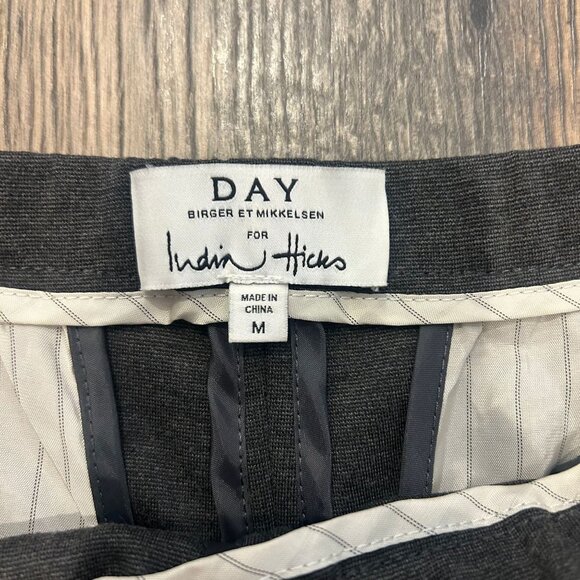 DAY
BIRGER ET MIKKELSEN
FOR
India Hicks
MADE IN
CHINA
M